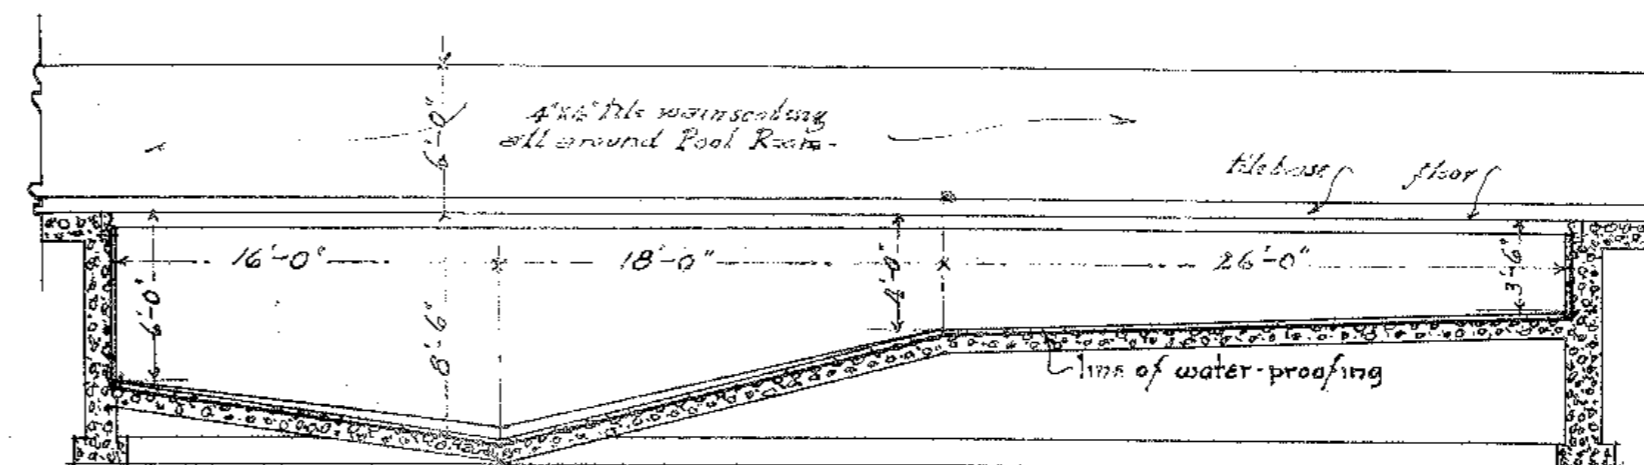 4"x6" tile wainscoting
all around Pool Room-
6'-0"
tile base
floor
16'-0"
18'-0"
26'-0"
6'-0"
8'-6"
4'-0"
3'-6"
line of water-proofing